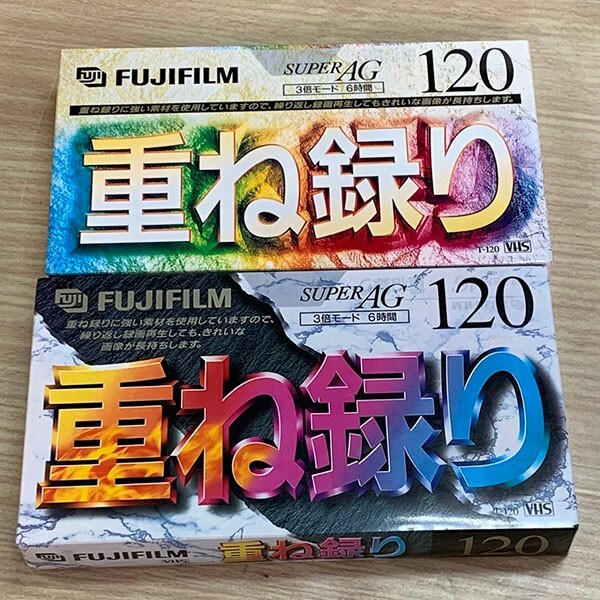 FUJI FUJIFILM SUPER AG 120
3倍モード 6時間
重ね録りに強い素材を使用していますので、繰り返し録画再生してもきれいな画像が長持ちします。
重ね録り
T-120 VHS
FUJI FUJIFILM SUPER AG 120
3倍モード 6時間
重ね録りに強い素材を使用していますので、
繰り返し録画再生しても、きれいな
画像が長持ちします。
重ね録り
T-120 VHS
FUJI FUJIFILM 重ね録り 120
VHS